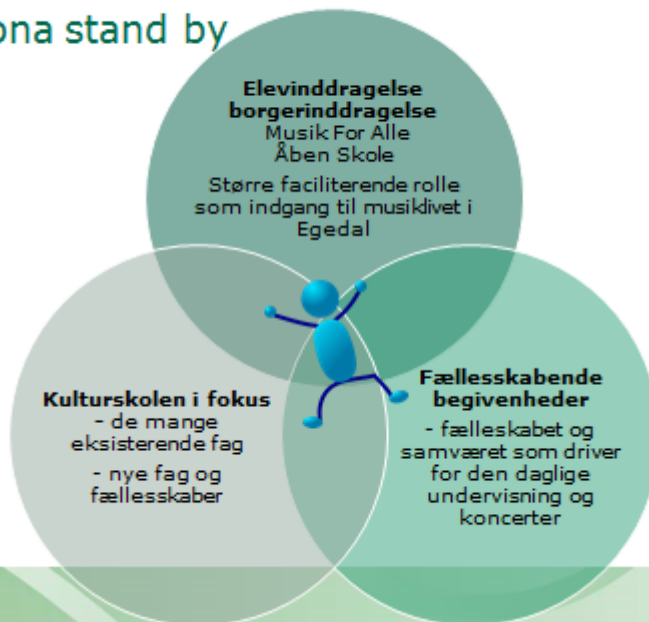 ona stand by
Elevinddragelse
borgerinddragelse
Musik For Alle
Åben Skole
Større faciliterende rolle
som indgang til musiklivet i
Egedal
Kulturskolen i fokus
- de mange
eksisterende fag
- nye fag og
fællesskaber
Fællesskabende
begivenheder
- fælleskabet og
samværet som driver
for den daglige
undervisning og
koncerter